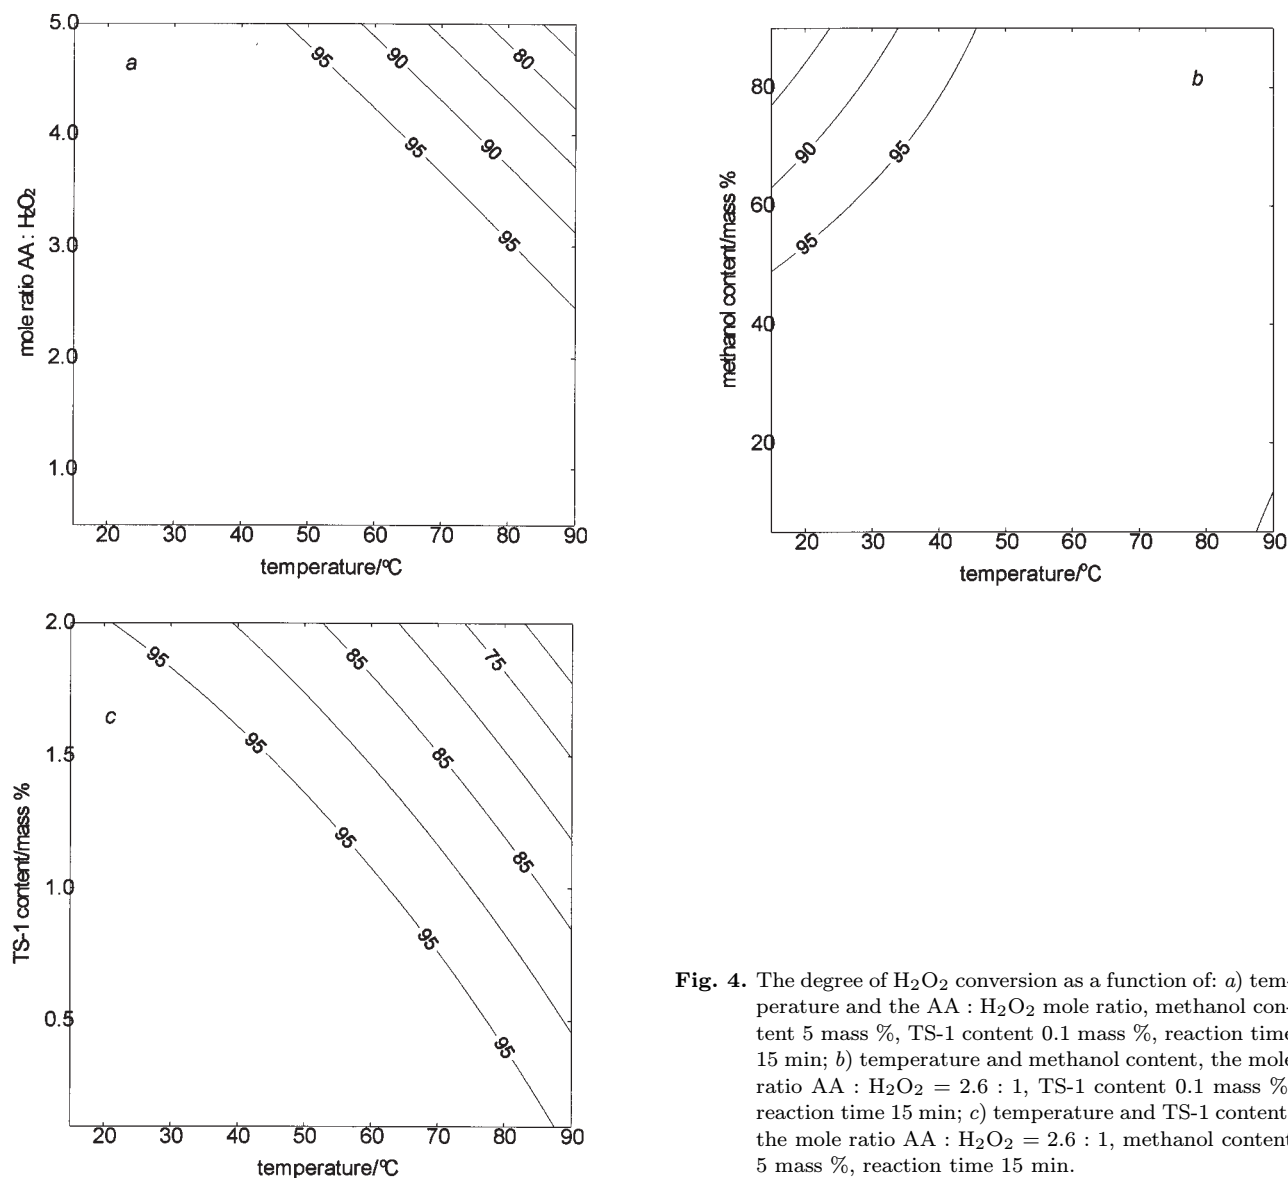 5.0
4.0
3.0
2.0
1.0
mole ratio AA : H₂O₂
a
95
90
80
95
90
95
20 30 40 50 60 70 80 90
temperature/°C
80
60
40
20
methanol content/mass %
b
90
95
95
20 30 40 50 60 70 80 90
temperature/°C
2.0
1.5
1.0
0.5
TS-1 content/mass %
c
95
85
75
95
85
95
85
95
95
20 30 40 50 60 70 80 90
temperature/°C
Fig. 4. The degree of H₂O₂ conversion as a function of: a) tem-
perature and the AA : H₂O₂ mole ratio, methanol con-
tent 5 mass %, TS-1 content 0.1 mass %, reaction time
15 min; b) temperature and methanol content, the mole
ratio AA : H₂O₂ = 2.6 : 1, TS-1 content 0.1 mass %
reaction time 15 min; c) temperature and TS-1 content
the mole ratio AA : H₂O₂ = 2.6 : 1, methanol content
5 mass %, reaction time 15 min.